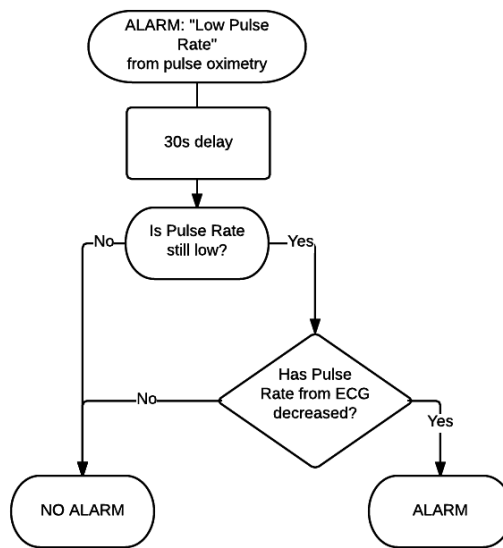 ALARM: "Low Pulse
Rate"
from pulse oximetry
30s delay
Is Pulse Rate
still low?
No
Yes
Has Pulse
Rate from ECG
decreased?
No
Yes
NO ALARM
ALARM